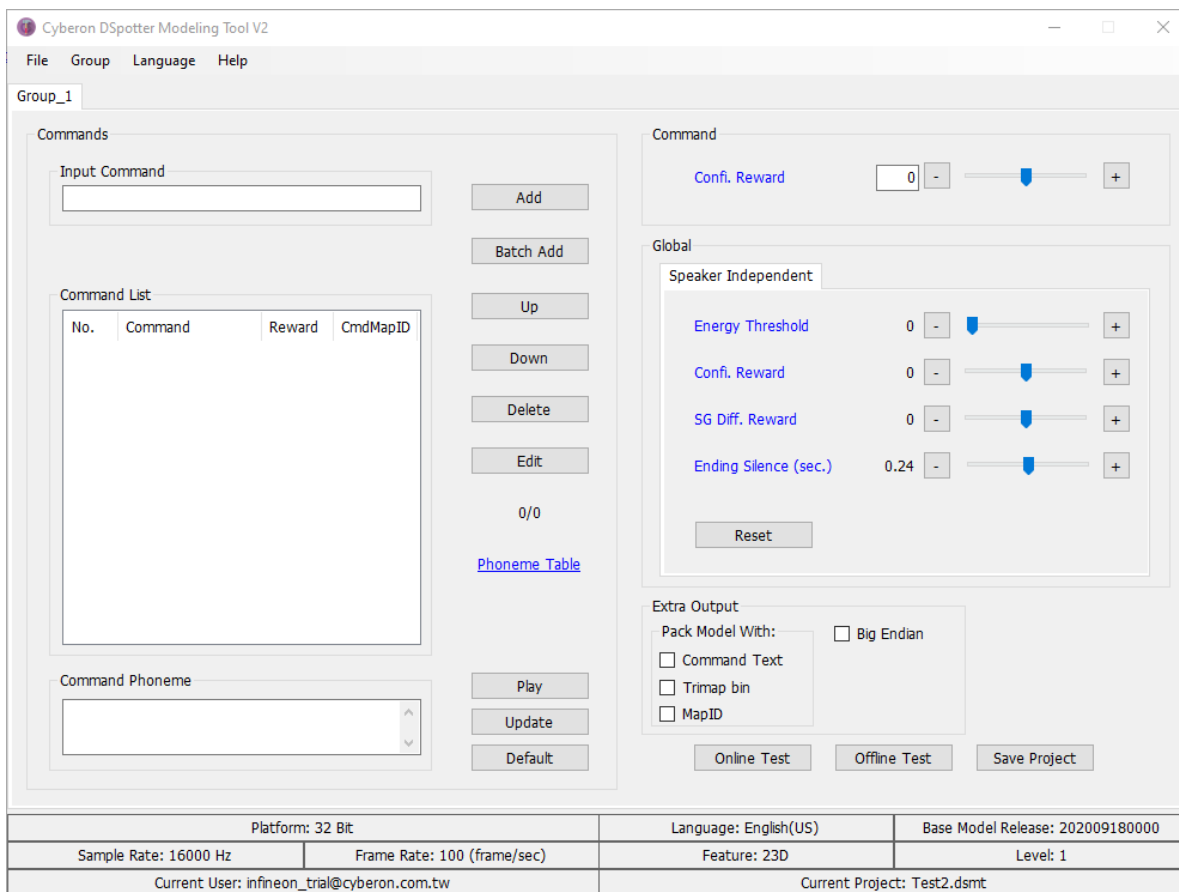 Cyberon DSpotter Modeling Tool V2
File Group Language Help
Group_1
Commands
Input Command
Add
Batch Add
Command List
No. Command Reward CmdMapID
Up
Down
Delete
Edit
0/0
Phoneme Table
Command Phoneme
Play
Update
Default
Command
Confi. Reward 0 - +
Global
Speaker Independent
Energy Threshold 0 - +
Confi. Reward 0 - +
SG Diff. Reward 0 - +
Ending Silence (sec.) 0.24 - +
Reset
Extra Output
Pack Model With:
Command Text
Trimap bin
MapID
Big Endian
Online Test Offline Test Save Project
Platform: 32 Bit Language: English(US) Base Model Release: 202009180000
Sample Rate: 16000 Hz Frame Rate: 100 (frame/sec) Feature: 23D Level: 1
Current User: infineon_trial@cyberon.com.tw Current Project: Test2.dsmt